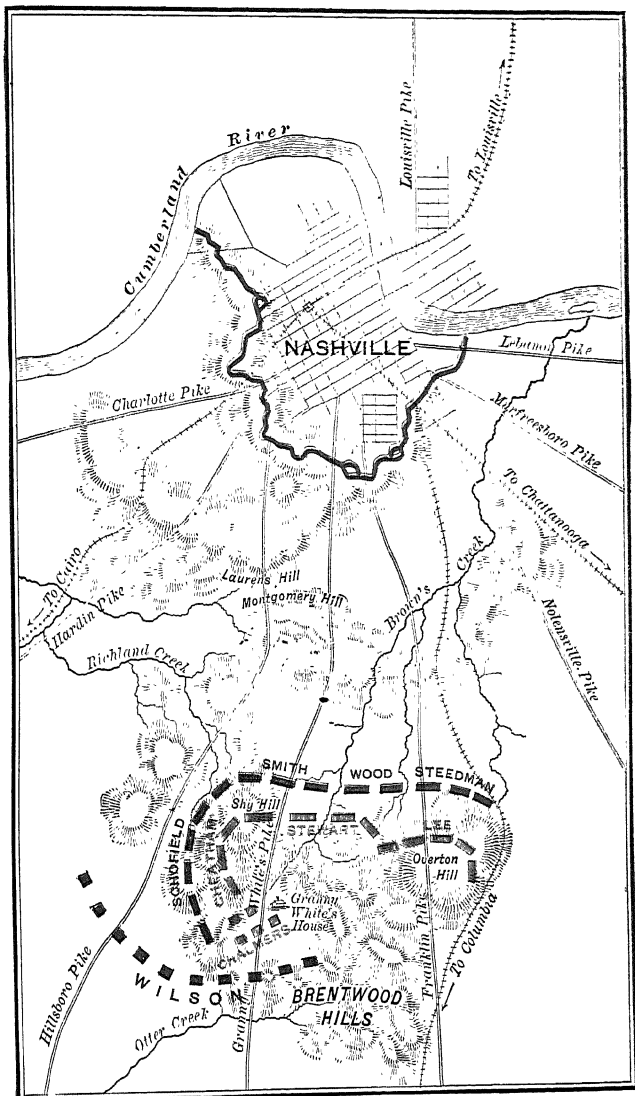 Louisville Pike
To Louisville
River
Cumberland
NASHVILLE
Lebanon Pike
Charlotte Pike
Murfreesboro Pike
To Chattanooga
To Cairo
Hardin Pike
Laurens Hill
Montgomery Hill
Brown's Creek
Nolensville Pike
Richland Creek
SMITH
WOOD
STEEDMAN
Shy Hill
STEWART
LEE
SCHOFIELD
CHEATHAM
Overton
Hill
Granny White's Pike
Granny
White's
House
CHALMERS
WILSON
Hillsboro Pike
Franklin Pike
To Columbia
BRENTWOOD
HILLS
Otter Creek